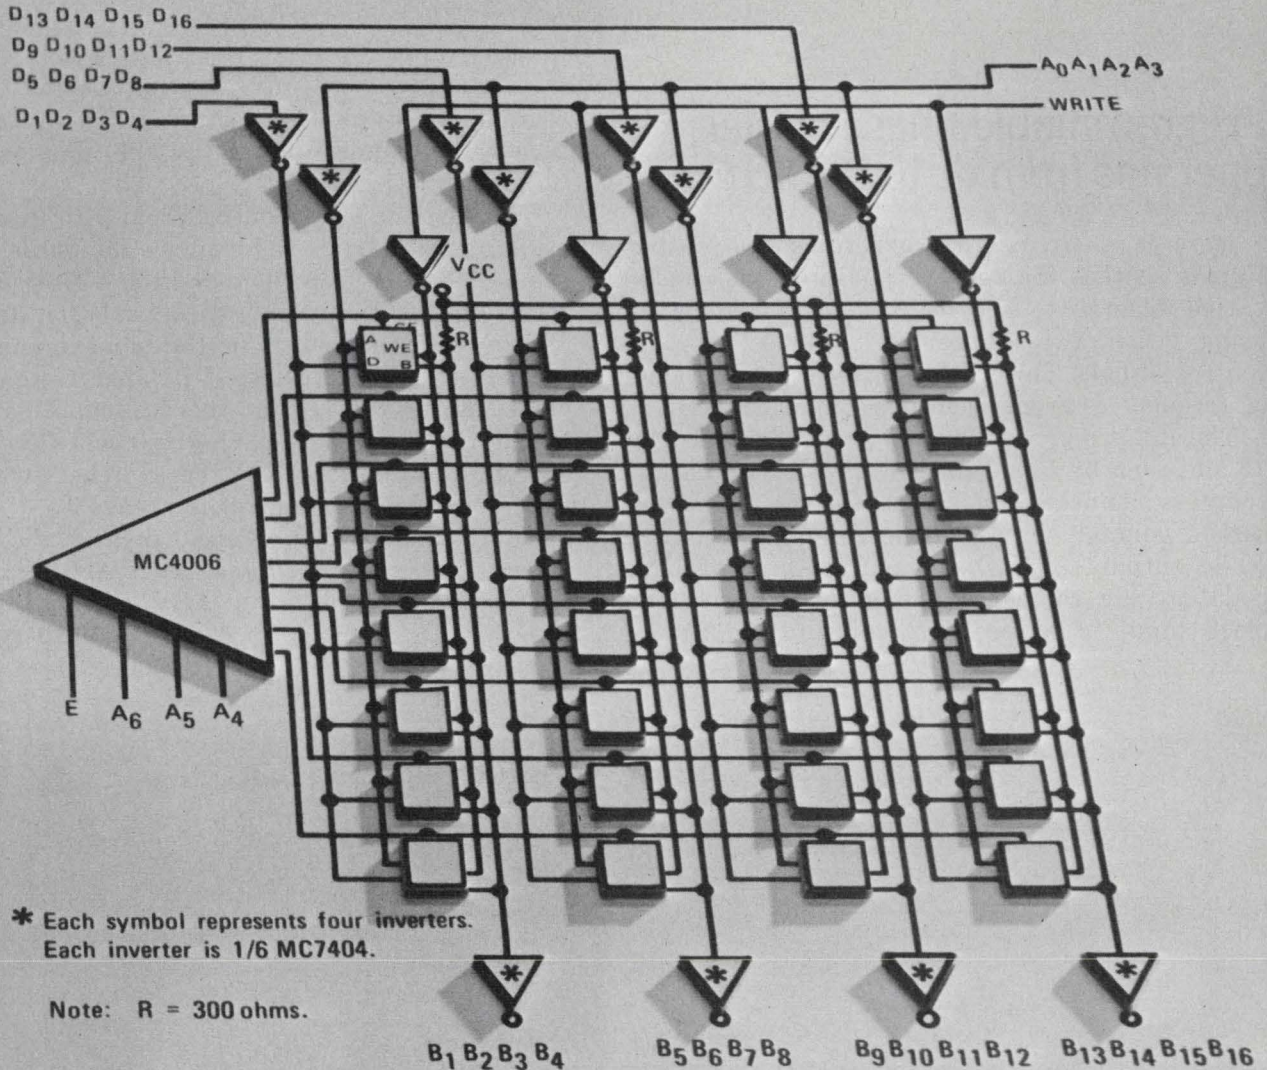 D13 D14 D15 D16
D9 D10 D11 D12
D5 D6 D7 D8
D1 D2 D3 D4
A0 A1 A2 A3
WRITE
VCC
A
WE
D
B
R
R
R
R
MC4006
E
A6
A5
A4
* Each symbol represents four inverters.
Each inverter is 1/6 MC7404.
Note: R = 300 ohms.
*
*
*
*
*
*
*
*
*
*
*
*
B1 B2 B3 B4
B5 B6 B7 B8
B9 B10 B11 B12
B13 B14 B15 B16